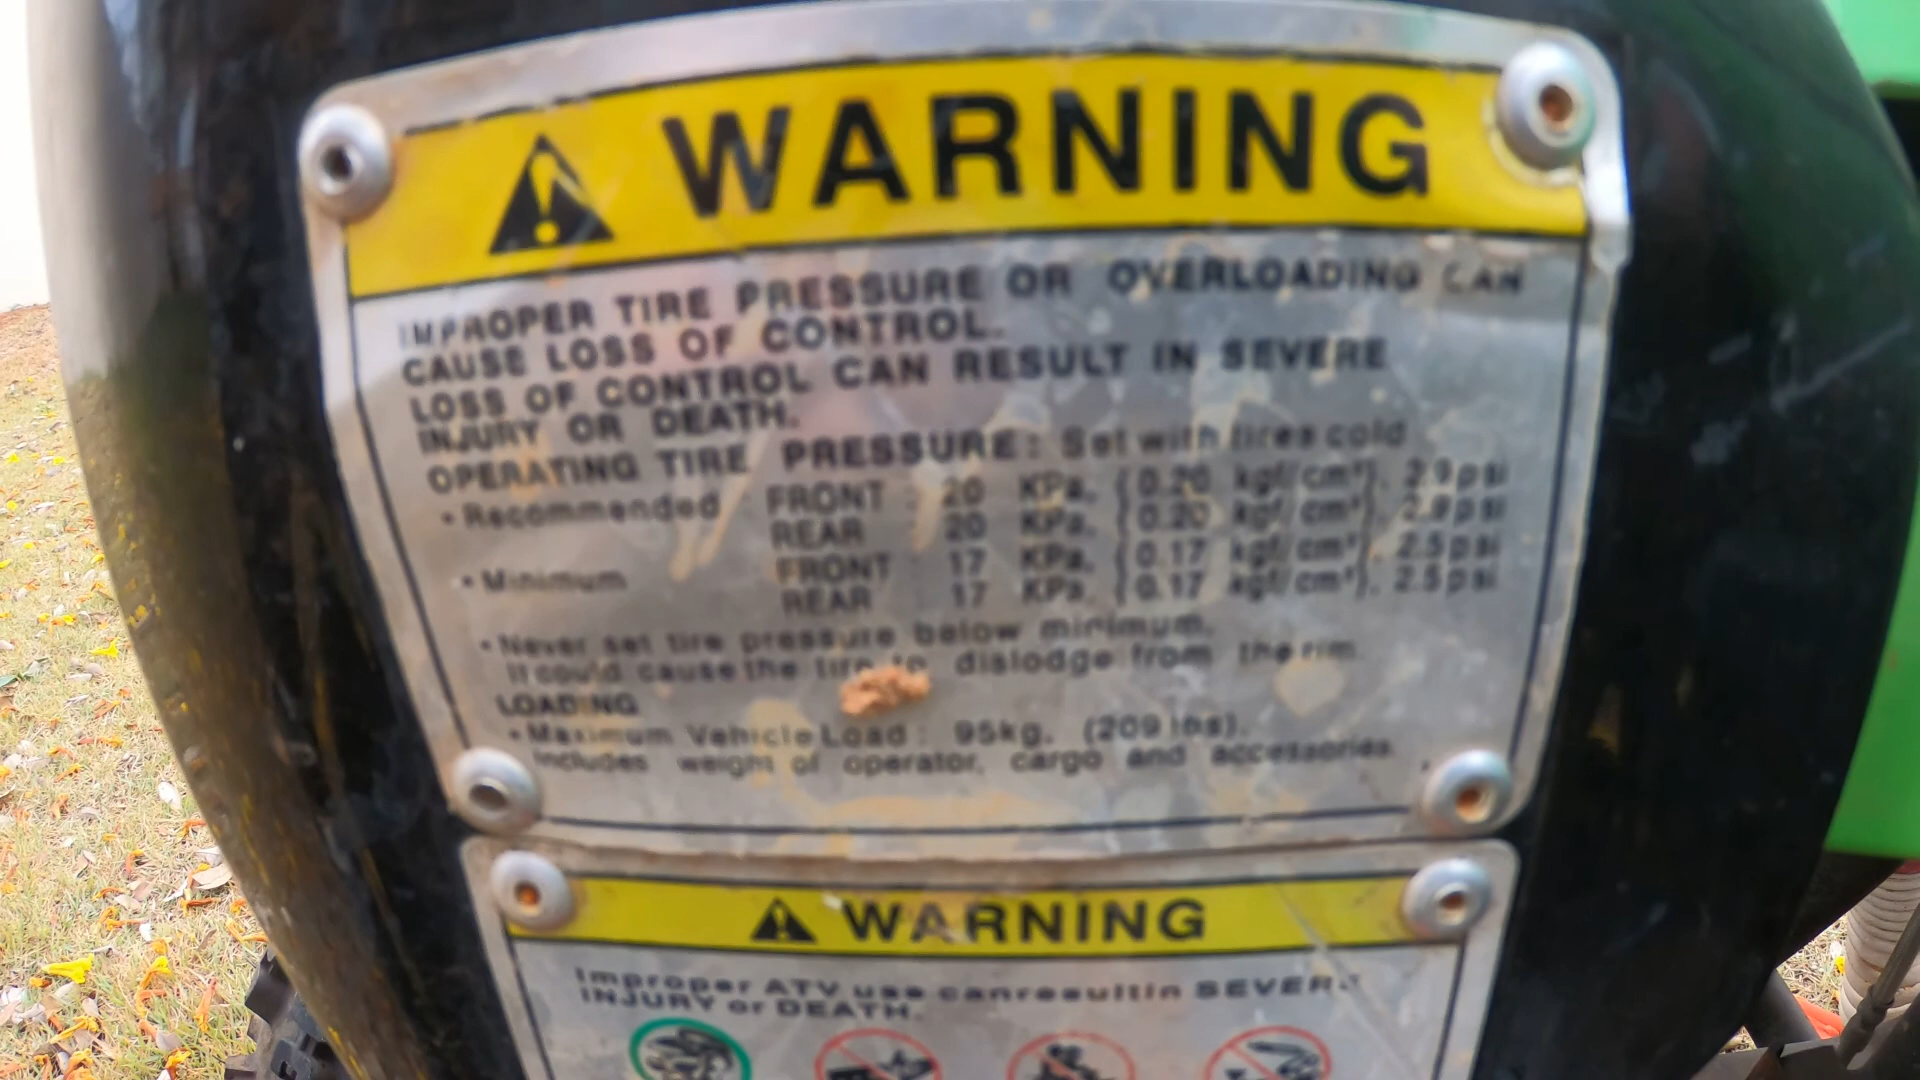 WARNING
IMPROPER TIRE PRESSURE OR OVERLOADING CAN
CAUSE LOSS OF CONTROL.
LOSS OF CONTROL CAN RESULT IN SEVERE
INJURY OR DEATH.
OPERATING TIRE PRESSURE: Set with tires cold
• Recommended FRONT : 20 KPa. {0.20 kgf/cm²}. 2.9psi
REAR 20 KPa. {0.20 kgf/cm²}. 2.9psi
• Minimum FRONT 17 KPa. {0.17 kgf/cm²}. 2.5psi
REAR 17 KPa. {0.17 kgf/cm²}. 2.5psi
• Never set tire pressure below minimum.
It could cause the tire to dislodge from the rim
LOADING
• Maximum Vehicle Load : 95kg. (209 lbs).
includes weight of operator, cargo and accessories.
WARNING
Improper ATV use can result in SEVERE
INJURY or DEATH.